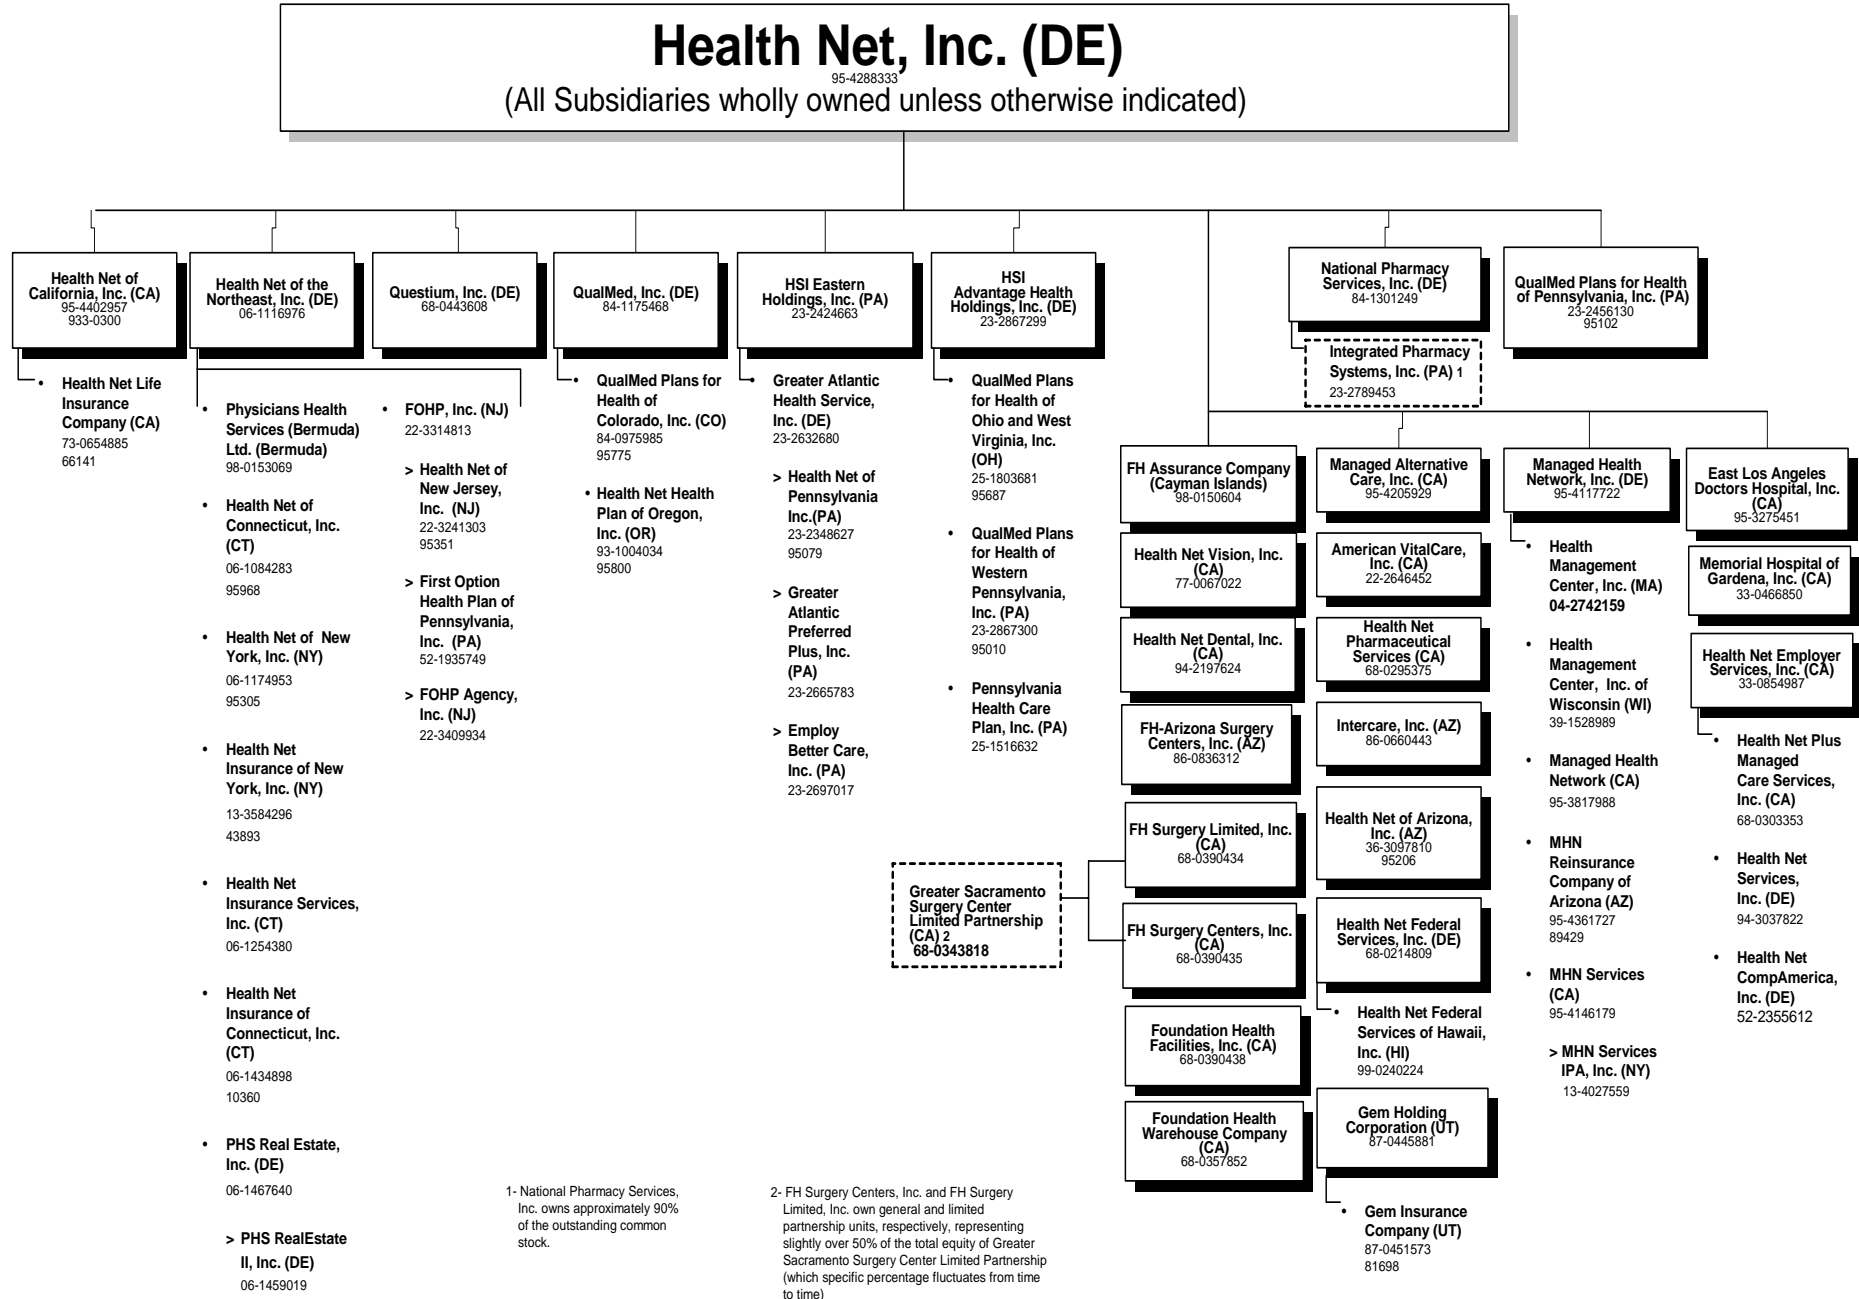 Health Net, Inc. (DE)
95-4288333
(All Subsidiaries wholly owned unless otherwise indicated)
Health Net of
California, Inc. (CA)
95-4402957
933-0300
• Health Net Life
Insurance
Company (CA)
73-0654885
66141
Health Net of the
Northeast, Inc. (DE)
06-1116976
• Physicians Health
Services (Bermuda)
Ltd. (Bermuda)
98-0153069
• Health Net of
Connecticut, Inc.
(CT)
06-1084283
95968
• Health Net of New
York, Inc. (NY)
06-1174953
95305
• Health Net
Insurance of New
York, Inc. (NY)
13-3584296
43893
• Health Net
Insurance Services,
Inc. (CT)
06-1254380
• Health Net
Insurance of
Connecticut, Inc.
(CT)
06-1434898
10360
• PHS Real Estate,
Inc. (DE)
06-1467640
> PHS RealEstate
II, Inc. (DE)
06-1459019
• FOHP, Inc. (NJ)
22-3314813
> Health Net of
New Jersey,
Inc. (NJ)
22-3241303
95351
> First Option
Health Plan of
Pennsylvania,
Inc. (PA)
52-1935749
> FOHP Agency,
Inc. (NJ)
22-3409934
Questium, Inc. (DE)
68-0443608
QualMed, Inc. (DE)
84-1175468
• QualMed Plans for
Health of
Colorado, Inc. (CO)
84-0975985
95775
• Health Net Health
Plan of Oregon,
Inc. (OR)
93-1004034
95800
HSI Eastern
Holdings, Inc. (PA)
23-2424663
• Greater Atlantic
Health Service,
Inc. (DE)
23-2632680
> Health Net of
Pennsylvania
Inc.(PA)
23-2348627
95079
> Greater
Atlantic
Preferred
Plus, Inc.
(PA)
23-2665783
> Employ
Better Care,
Inc. (PA)
23-2697017
HSI
Advantage Health
Holdings, Inc. (DE)
23-2867299
• QualMed Plans
for Health of
Ohio and West
Virginia, Inc.
(OH)
25-1803681
95687
• QualMed Plans
for Health of
Western
Pennsylvania,
Inc. (PA)
23-2867300
95010
• Pennsylvania
Health Care
Plan, Inc. (PA)
25-1516632
National Pharmacy
Services, Inc. (DE)
84-1301249
Integrated Pharmacy
Systems, Inc. (PA) 1
23-2789453
QualMed Plans for Health
of Pennsylvania, Inc. (PA)
23-2456130
95102
FH Assurance Company
(Cayman Islands)
98-0150604
Health Net Vision, Inc.
(CA)
77-0067022
Health Net Dental, Inc.
(CA)
94-2197624
FH-Arizona Surgery
Centers, Inc. (AZ)
86-0836312
FH Surgery Limited, Inc.
(CA)
68-0390434
FH Surgery Centers, Inc.
(CA)
68-0390435
Greater Sacramento
Surgery Center
Limited Partnership
(CA) 2
68-0343818
Foundation Health
Facilities, Inc. (CA)
68-0390438
Foundation Health
Warehouse Company
(CA)
68-0357852
Managed Alternative
Care, Inc. (CA)
95-4205929
American VitalCare,
Inc. (CA)
22-2646452
Health Net
Pharmaceutical
Services (CA)
68-0295375
Intercare, Inc. (AZ)
86-0660443
Health Net of Arizona,
Inc. (AZ)
36-3097810
95206
Health Net Federal
Services, Inc. (DE)
68-0214809
• Health Net Federal
Services of Hawaii,
Inc. (HI)
99-0240224
Gem Holding
Corporation (UT)
87-0445881
• Gem Insurance
Company (UT)
87-0451573
81698
Managed Health
Network, Inc. (DE)
95-4117722
• Health
Management
Center, Inc. (MA)
04-2742159
• Health
Management
Center, Inc. of
Wisconsin (WI)
39-1528989
• Managed Health
Network (CA)
95-3817988
• MHN
Reinsurance
Company of
Arizona (AZ)
95-4361727
89429
• MHN Services
(CA)
95-4146179
> MHN Services
IPA, Inc. (NY)
13-4027559
East Los Angeles
Doctors Hospital, Inc.
(CA)
95-3275451
Memorial Hospital of
Gardena, Inc. (CA)
33-0466850
Health Net Employer
Services, Inc. (CA)
33-0854987
• Health Net Plus
Managed
Care Services,
Inc. (CA)
68-0303353
• Health Net
Services,
Inc. (DE)
94-3037822
• Health Net
CompAmerica,
Inc. (DE)
52-2355612
1- National Pharmacy Services,
Inc. owns approximately 90%
of the outstanding common
stock.
2- FH Surgery Centers, Inc. and FH Surgery
Limited, Inc. own general and limited
partnership units, respectively, representing
slightly over 50% of the total equity of Greater
Sacramento Surgery Center Limited Partnership
(which specific percentage fluctuates from time
to time)